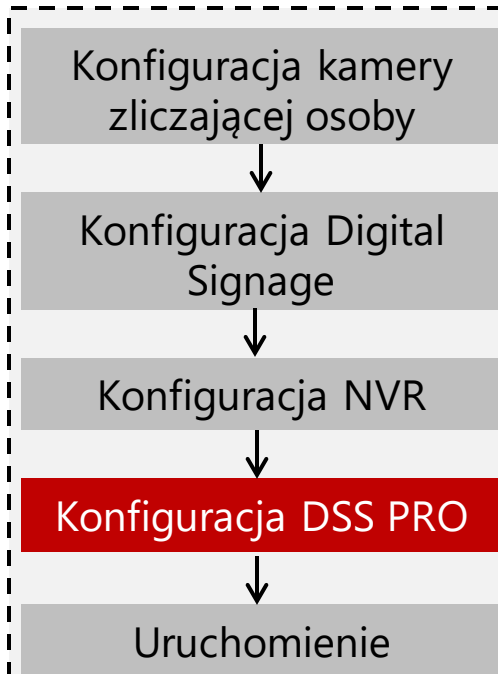 Konfiguracja kamery
zliczającej osoby
Konfiguracja Digital
Signage
Konfiguracja NVR
Konfiguracja DSS PRO
Uruchomienie